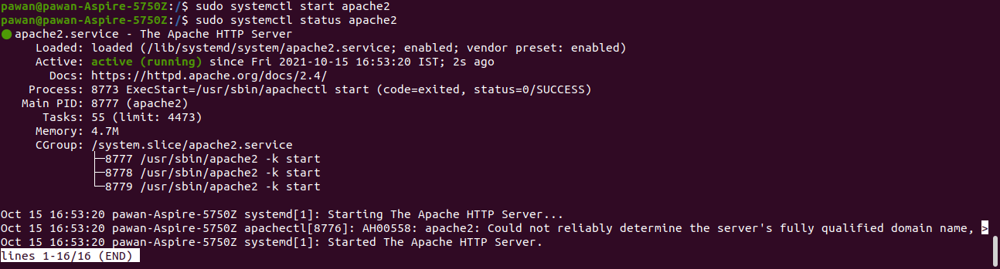 pawan@pawan-Aspire-5750Z:/$ sudo systemctl start apache2
pawan@pawan-Aspire-5750Z:/$ sudo systemctl status apache2
● apache2.service - The Apache HTTP Server
     Loaded: loaded (/lib/systemd/system/apache2.service; enabled; vendor preset: enabled)
     Active: active (running) since Fri 2021-10-15 16:53:20 IST; 2s ago
       Docs: https://httpd.apache.org/docs/2.4/
    Process: 8773 ExecStart=/usr/sbin/apachectl start (code=exited, status=0/SUCCESS)
   Main PID: 8777 (apache2)
      Tasks: 55 (limit: 4473)
     Memory: 4.7M
     CGroup: /system.slice/apache2.service
             ├─8777 /usr/sbin/apache2 -k start
             ├─8778 /usr/sbin/apache2 -k start
             └─8779 /usr/sbin/apache2 -k start

Oct 15 16:53:20 pawan-Aspire-5750Z systemd[1]: Starting The Apache HTTP Server...
Oct 15 16:53:20 pawan-Aspire-5750Z apachectl[8776]: AH00558: apache2: Could not reliably determine the server's fully qualified domain name, >
Oct 15 16:53:20 pawan-Aspire-5750Z systemd[1]: Started The Apache HTTP Server.
lines 1-16/16 (END)